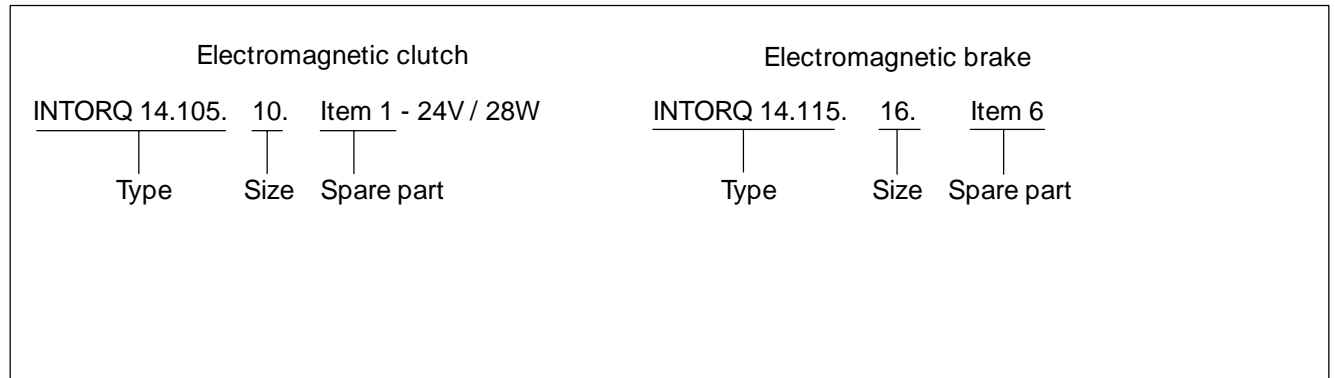 Electromagnetic clutch
INTORQ 14.105. 10. Item 1 - 24V / 28W
Type Size Spare part
Electromagnetic brake
INTORQ 14.115. 16. Item 6
Type Size Spare part